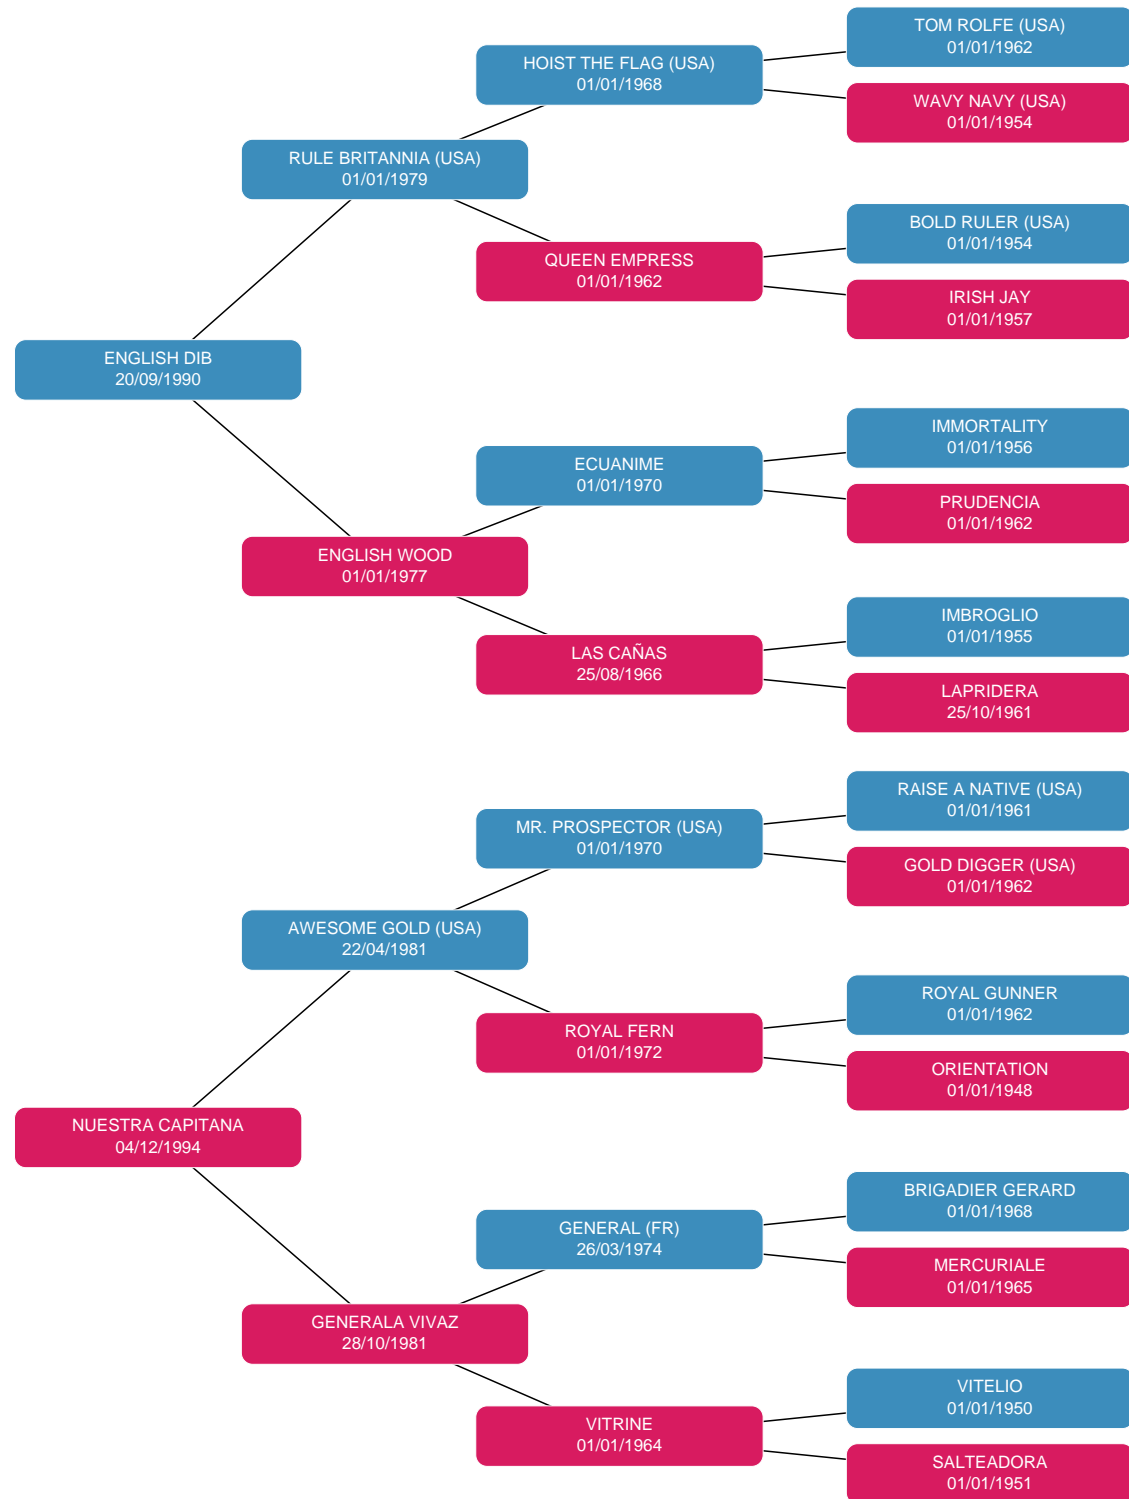 TOM ROLFE (USA)
01/01/1962
HOIST THE FLAG (USA)
01/01/1968
WAVY NAVY (USA)
01/01/1954
RULE BRITANNIA (USA)
01/01/1979
BOLD RULER (USA)
01/01/1954
QUEEN EMPRESS
01/01/1962
IRISH JAY
01/01/1957
ENGLISH DIB
20/09/1990
IMMORTALITY
01/01/1956
ECUANIME
01/01/1970
PRUDENCIA
01/01/1962
ENGLISH WOOD
01/01/1977
IMBROGLIO
01/01/1955
LAS CAÑAS
25/08/1966
LAPRIDERA
25/10/1961
RAISE A NATIVE (USA)
01/01/1961
MR. PROSPECTOR (USA)
01/01/1970
GOLD DIGGER (USA)
01/01/1962
AWESOME GOLD (USA)
22/04/1981
ROYAL GUNNER
01/01/1962
ROYAL FERN
01/01/1972
ORIENTATION
01/01/1948
NUESTRA CAPITANA
04/12/1994
BRIGADIER GERARD
01/01/1968
GENERAL (FR)
26/03/1974
MERCURIALE
01/01/1965
GENERALA VIVAZ
28/10/1981
VITELIO
01/01/1950
VITRINE
01/01/1964
SALTEADORA
01/01/1951